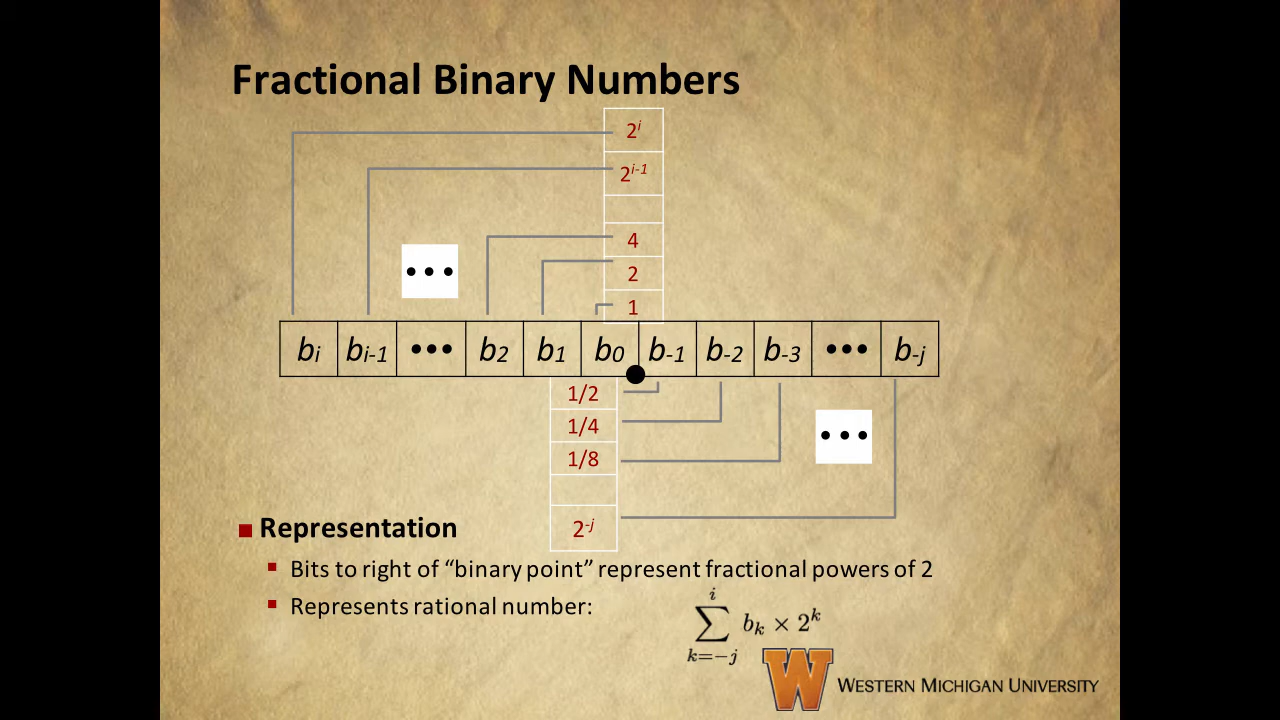 Fractional Binary Numbers
2^i
2^{i-1}
4
2
1
•••
b_i b_{i-1} ••• b_2 b_1 b_0 b_{-1} b_{-2} b_{-3} ••• b_{-j}
1/2
1/4
1/8
•••
2^{-j}
■ Representation
▪ Bits to right of “binary point” represent fractional powers of 2
▪ Represents rational number:
\sum_{k=-j}^{i} b_k × 2^k
W WESTERN MICHIGAN UNIVERSITY